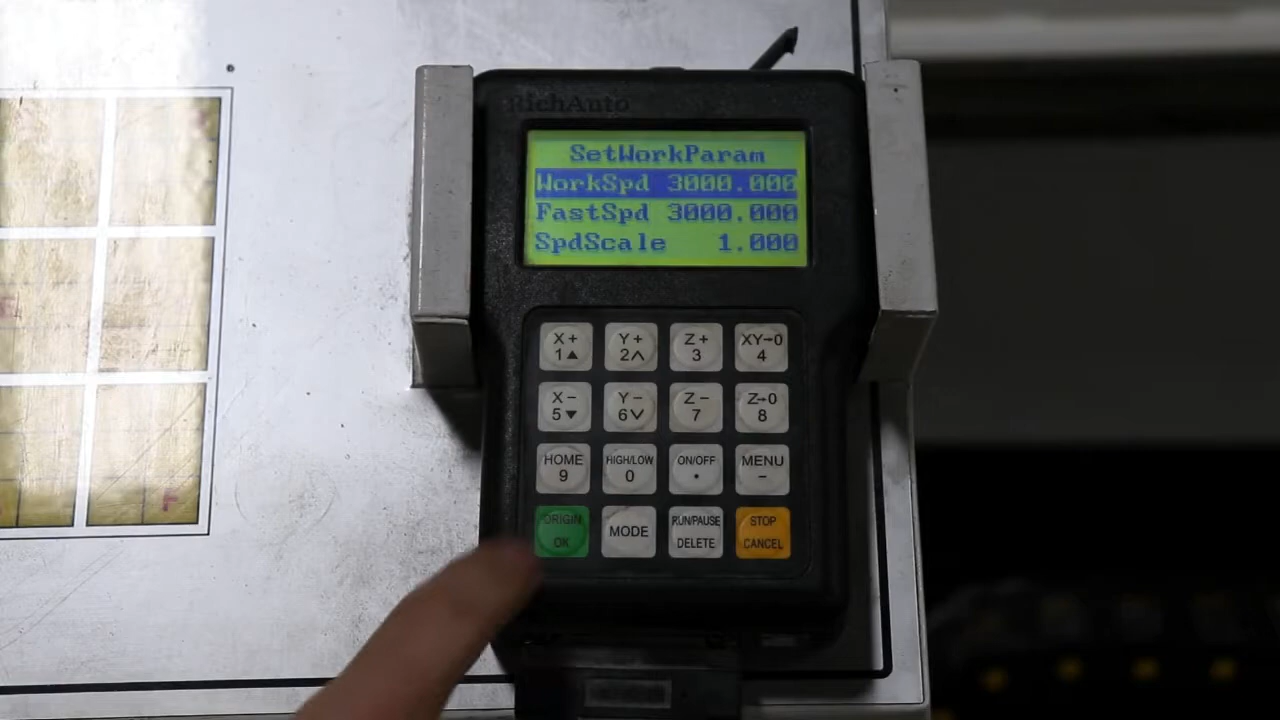 RichAuto
SetWorkParam
WorkSpd 3000.000
FastSpd 3000.000
SpdScale 1.000
X+ Y+ Z+ XY→0
1▲ 2∧ 3 4
X− Y− Z− Z→0
5▼ 6∨ 7 8
HOME HIGH/LOW ON/OFF MENU
9 0 • −
ORIGIN MODE RUN/PAUSE STOP
OK DELETE CANCEL